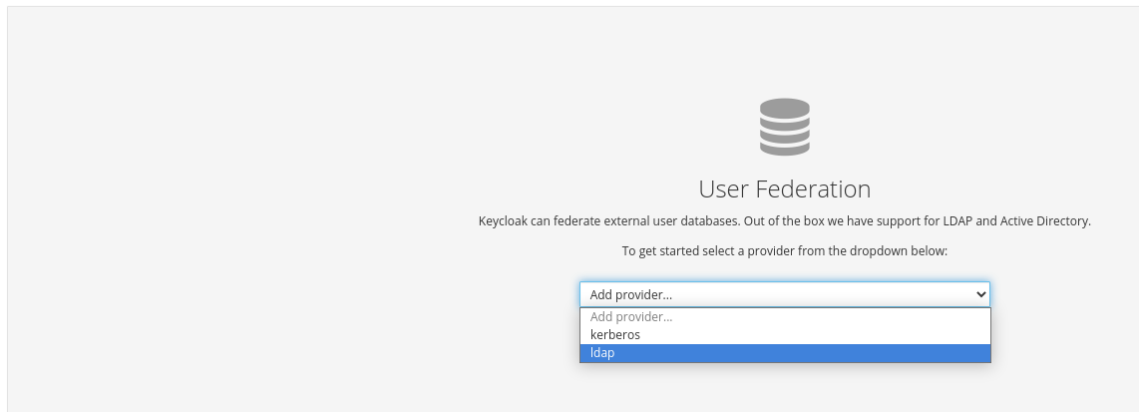 User Federation
Keycloak can federate external user databases. Out of the box we have support for LDAP and Active Directory.
To get started select a provider from the dropdown below:
Add provider...
Add provider...
kerberos
ldap